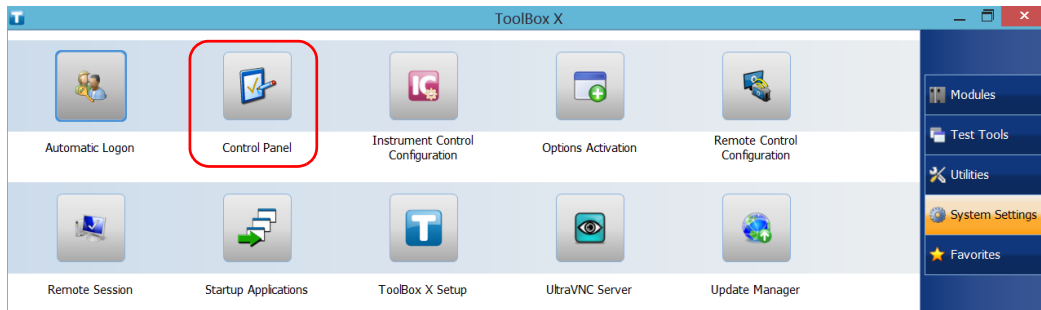 ToolBox X
Automatic Logon
Control Panel
Instrument Control
Configuration
Options Activation
Remote Control
Configuration
Remote Session
Startup Applications
ToolBox X Setup
UltraVNC Server
Update Manager
Modules
Test Tools
Utilities
System Settings
Favorites